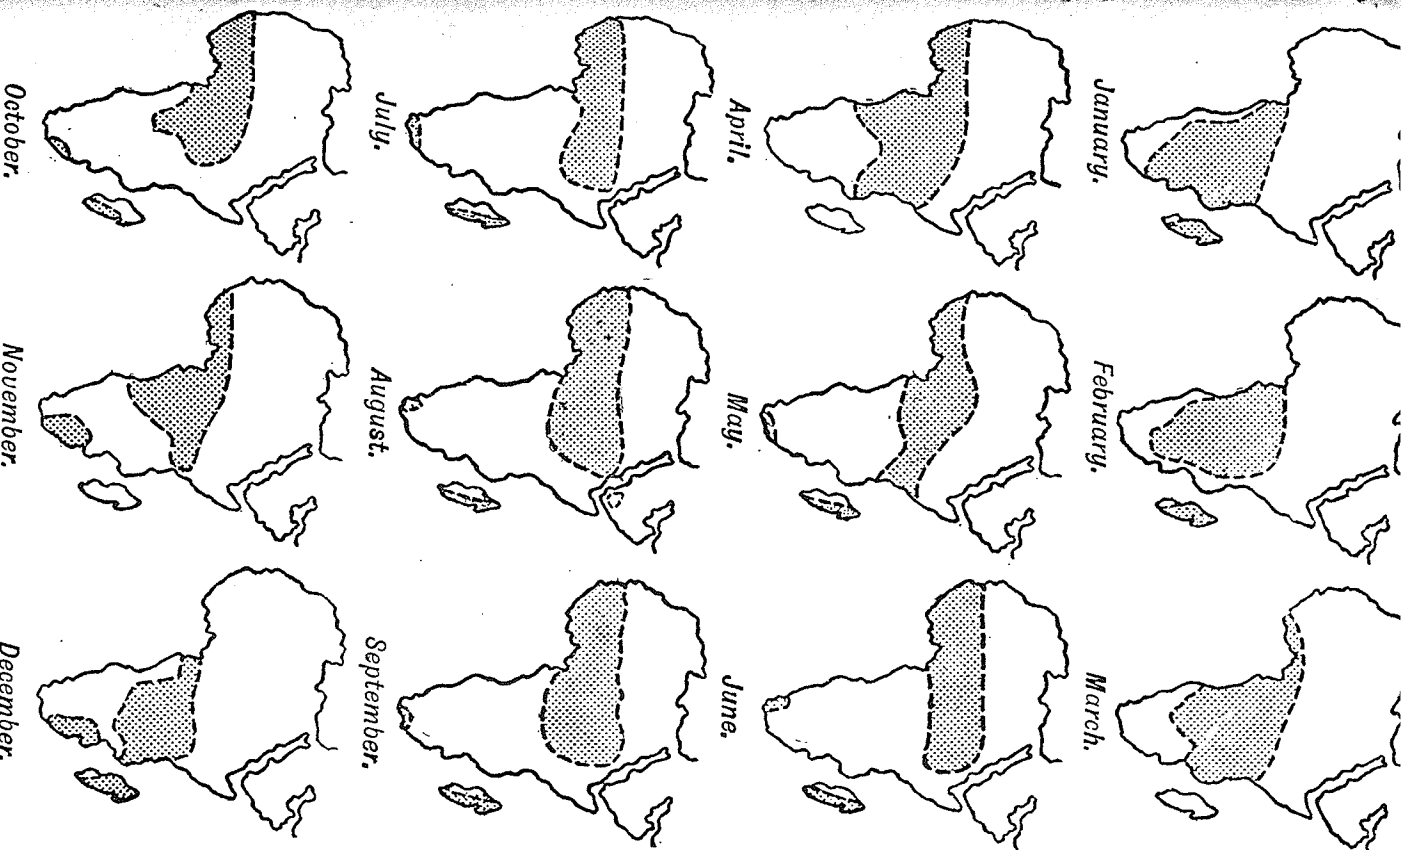 January.
February.
March.
April.
May.
June.
July.
August.
September.
October.
November.
December.